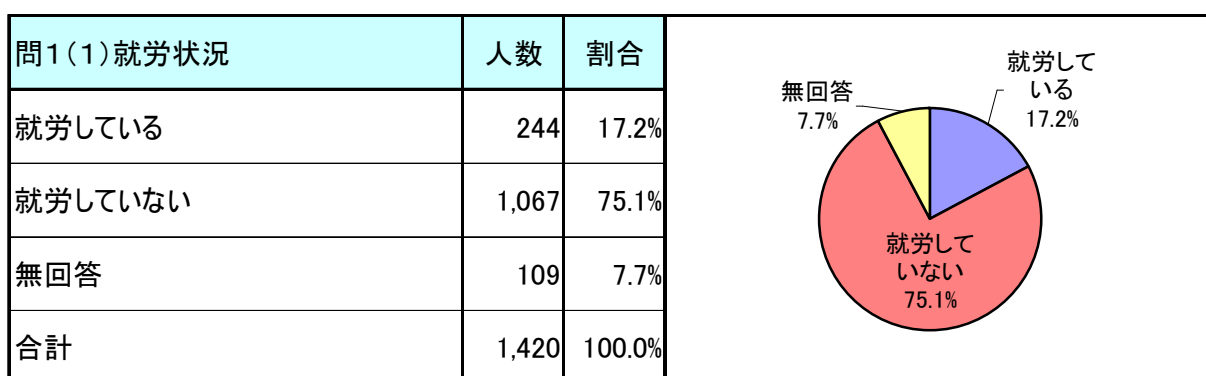 問1(1)就労状況 人数 割合
就労している 244 17.2%
就労していない 1,067 75.1%
無回答 109 7.7%
合計 1,420 100.0%
就労して
いる
17.2%
無回答
7.7%
就労して
いない
75.1%